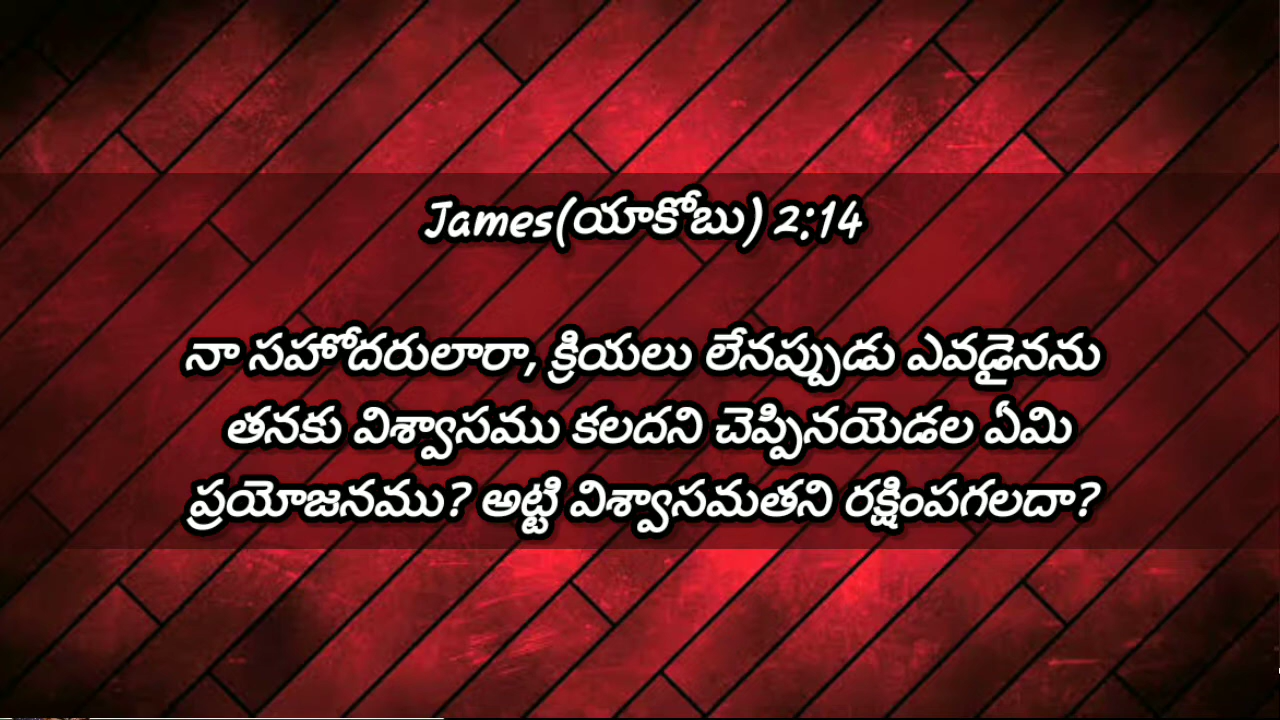 James(యాకోబు) 2:14
నా సహోదరులారా, క్రియలు లేనప్పుడు ఎవడైనను
తనకు విశ్వాసము కలదని చెప్పినయెడల ఏమి
ప్రయోజనము? అట్టి విశ్వాసమతని రక్షింపగలదా?